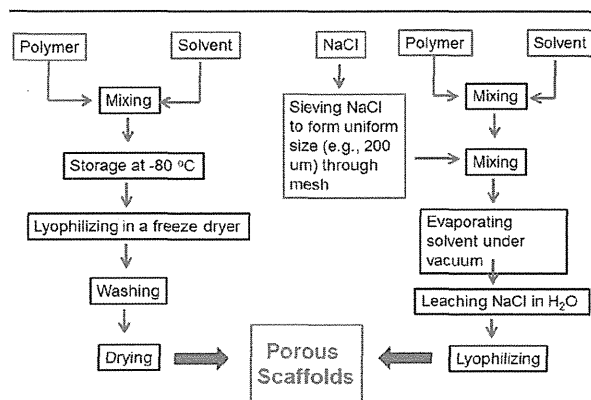 Polymer
Solvent
Mixing
Storage at -80 °C
Lyophilizing in a freeze dryer
Washing
Drying
NaCl
Sieving NaCl
to form uniform
size (e.g., 200
um) through
mesh
Polymer
Solvent
Mixing
Mixing
Evaporating
solvent under
vacuum
Leaching NaCl in H₂O
Lyophilizing
Porous
Scaffolds